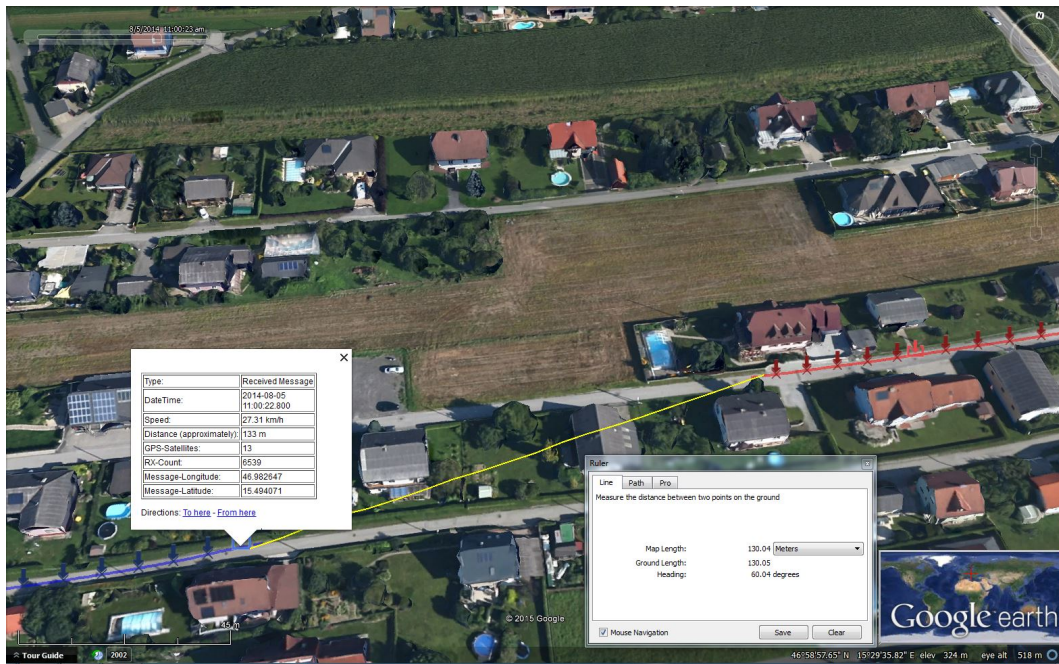 8/5/2014 11:00:23 am
N
Type: Received Message
DateTime: 2014-08-05
11:00:22.800
Speed: 27.31 km/h
Distance (approximately): 133 m
GPS-Satellites: 13
RX-Count: 6539
Message-Longitude: 46.982647
Message-Latitude: 15.494071
Directions: To here - From here
Ruler
Line Path Pro
Measure the distance between two points on the ground
Map Length: 130.04 Meters
Ground Length: 130.05
Heading: 60.04 degrees
Mouse Navigation Save Clear
© 2015 Google
45 m
Google earth
Tour Guide 2002 46°58'57.65" N 15°29'35.82" E elev 324 m eye alt 518 m